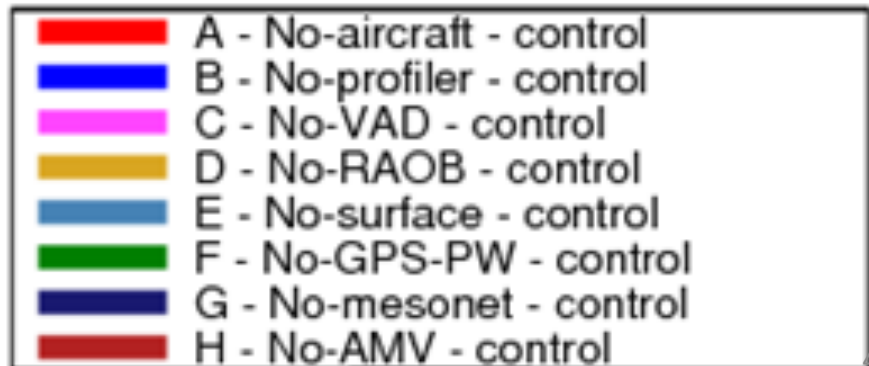 A - No-aircraft - control
B - No-profiler - control
C - No-VAD - control
D - No-RAOB - control
E - No-surface - control
F - No-GPS-PW - control
G - No-mesonet - control
H - No-AMV - control